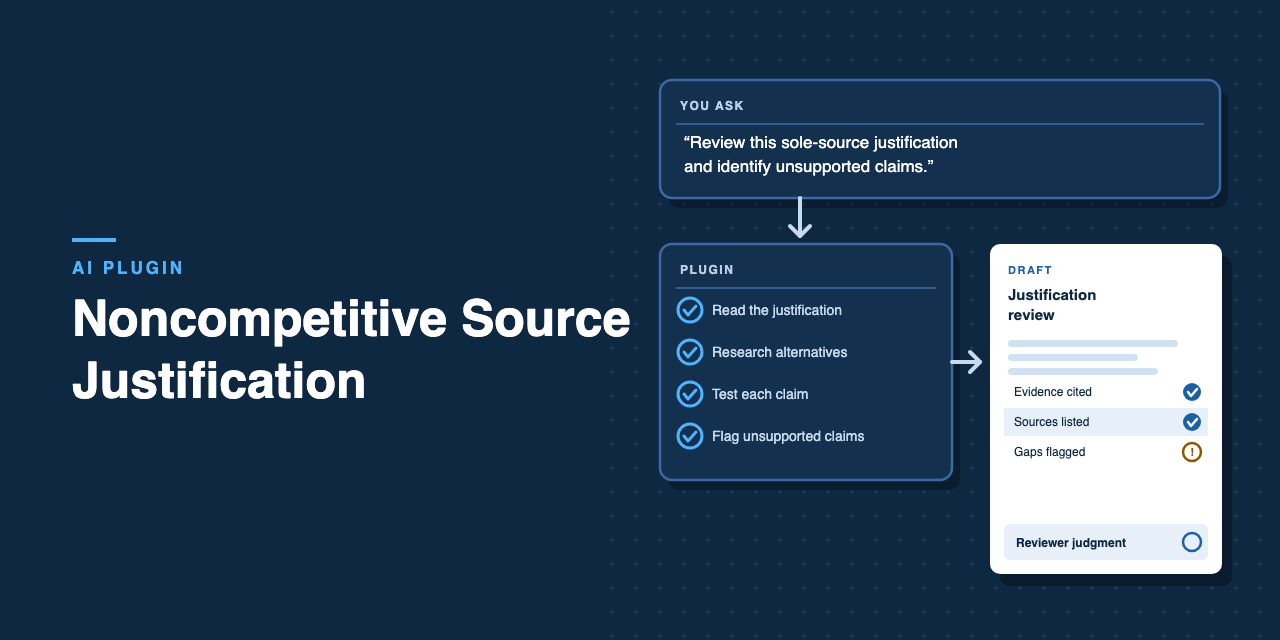 AI PLUGIN
Noncompetitive Source
Justification
YOU ASK
“Review this sole-source justification
and identify unsupported claims.”
PLUGIN
Read the justification
Research alternatives
Test each claim
Flag unsupported claims
DRAFT
Justification
review
Evidence cited
Sources listed
Gaps flagged
!
Reviewer judgment